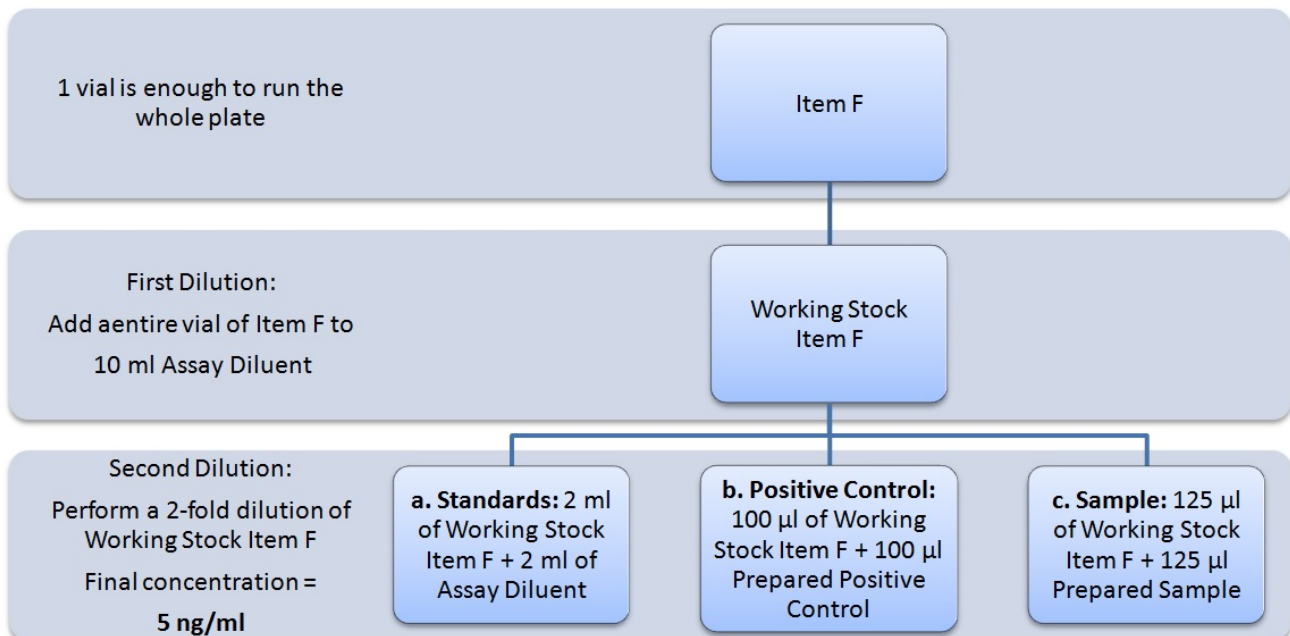 1 vial is enough to run the
whole plate
Item F
First Dilution:
Add aentire vial of Item F to
10 ml Assay Diluent
Working Stock
Item F
Second Dilution:
Perform a 2-fold dilution of
Working Stock Item F
Final concentration =
5 ng/ml
a. Standards: 2 ml
of Working Stock
Item F + 2 ml of
Assay Diluent
b. Positive Control:
100 µl of Working
Stock Item F + 100 µl
Prepared Positive
Control
c. Sample: 125 µl
of Working Stock
Item F + 125 µl
Prepared Sample